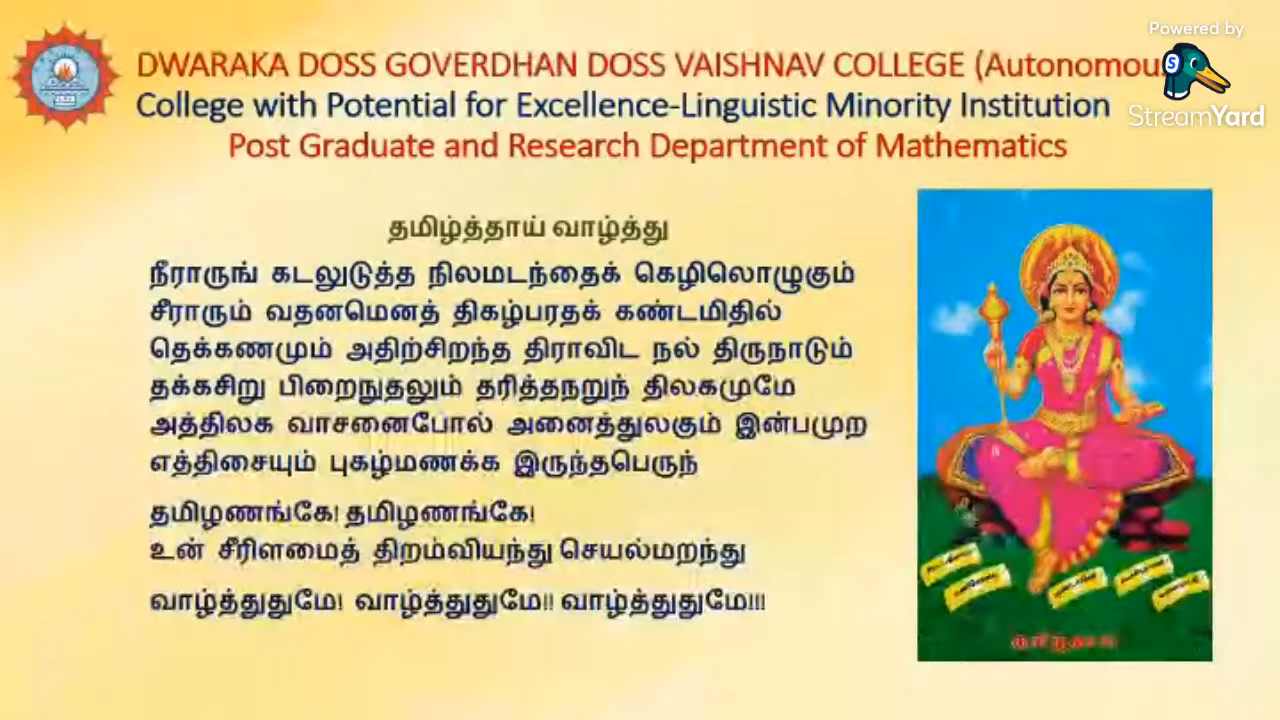 Powered by
StreamYard
DWARAKA DOSS GOVERDHAN DOSS VAISHNAV COLLEGE (Autonomous
College with Potential for Excellence-Linguistic Minority Institution
Post Graduate and Research Department of Mathematics
தமிழ்த்தாய் வாழ்த்து
நீராருங் கடலுடுத்த நிலமடந்தைக் கெழிலொழுகும்
சீராரும் வதனமெனத் திகழ்பரதக் கண்டமிதில்
தெக்கணமும் அதிற்சிறந்த திராவிட நல் திருநாடும்
தக்கசிறு பிறைநுதலும் தரித்தநறுந் திலகமுமே
அத்திலக வாசனைபோல் அனைத்துலகும் இன்பமுற
எத்திசையும் புகழ்மணக்க இருந்தபெருந்
தமிழணங்கே! தமிழணங்கே!
உன் சீரிளமைத் திறம்வியந்து செயல்மறந்து
வாழ்த்துதுமே! வாழ்த்துதுமே!! வாழ்த்துதுமே!!!